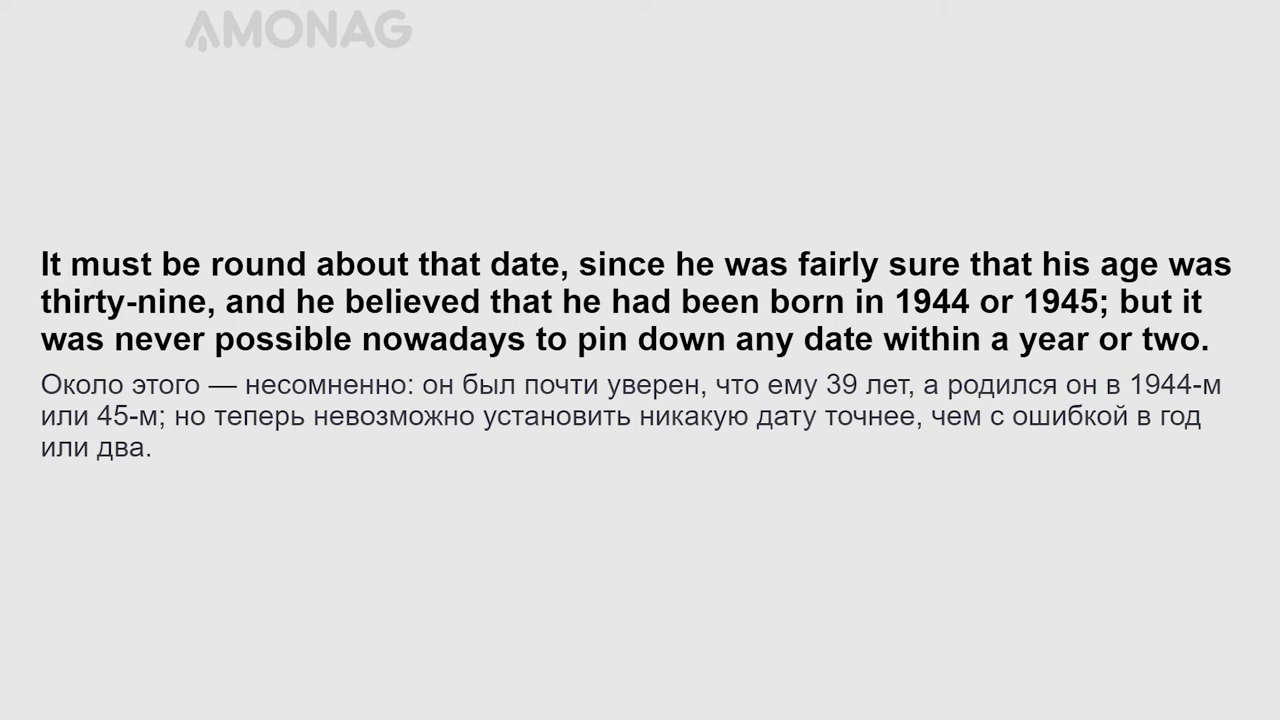 AMONAG
It must be round about that date, since he was fairly sure that his age was
thirty-nine, and he believed that he had been born in 1944 or 1945; but it
was never possible nowadays to pin down any date within a year or two.
Около этого — несомненно: он был почти уверен, что ему 39 лет, а родился он в 1944-м
или 45-м; но теперь невозможно установить никакую дату точнее, чем с ошибкой в год
или два.